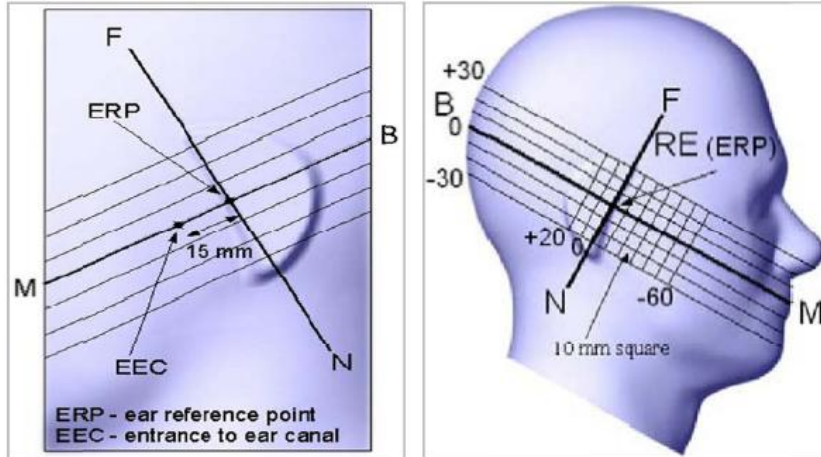 F
ERP
B
15 mm
M
EEC
N
ERP - ear reference point
EEC - entrance to ear canal
+30
B
0
-30
F
RE (ERP)
+20
0
N
-60
M
10 mm square